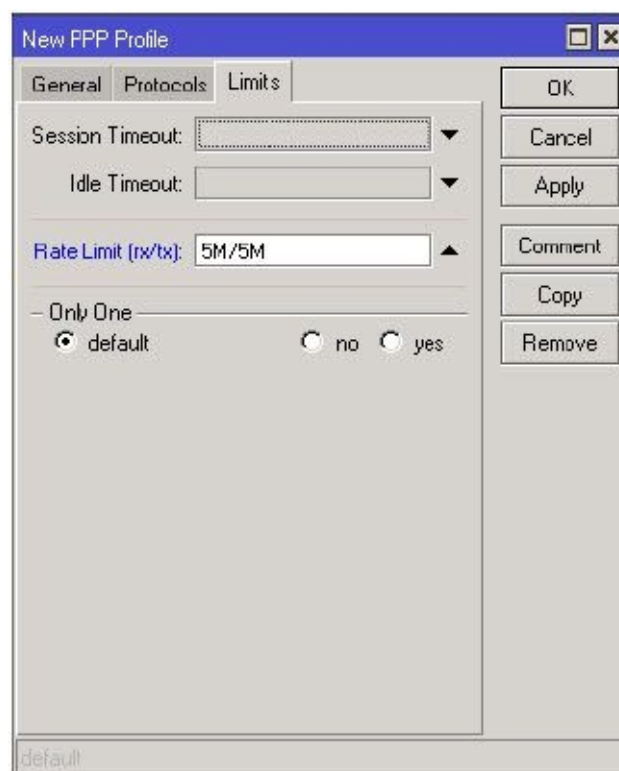 New PPP Profile
General Protocols Limits
Session Timeout:
Idle Timeout:
Rate Limit (rx/tx): 5M/5M
Only One
default no yes
OK
Cancel
Apply
Comment
Copy
Remove
default